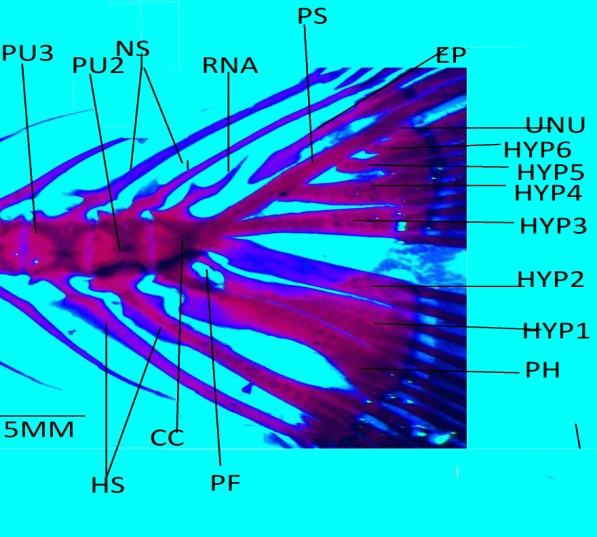 PS
PU3
NS
PU2
RNA
EP
UNU
HYP6
HYP5
HYP4
HYP3
HYP2
HYP1
PH
5MM
CC
HS
PF